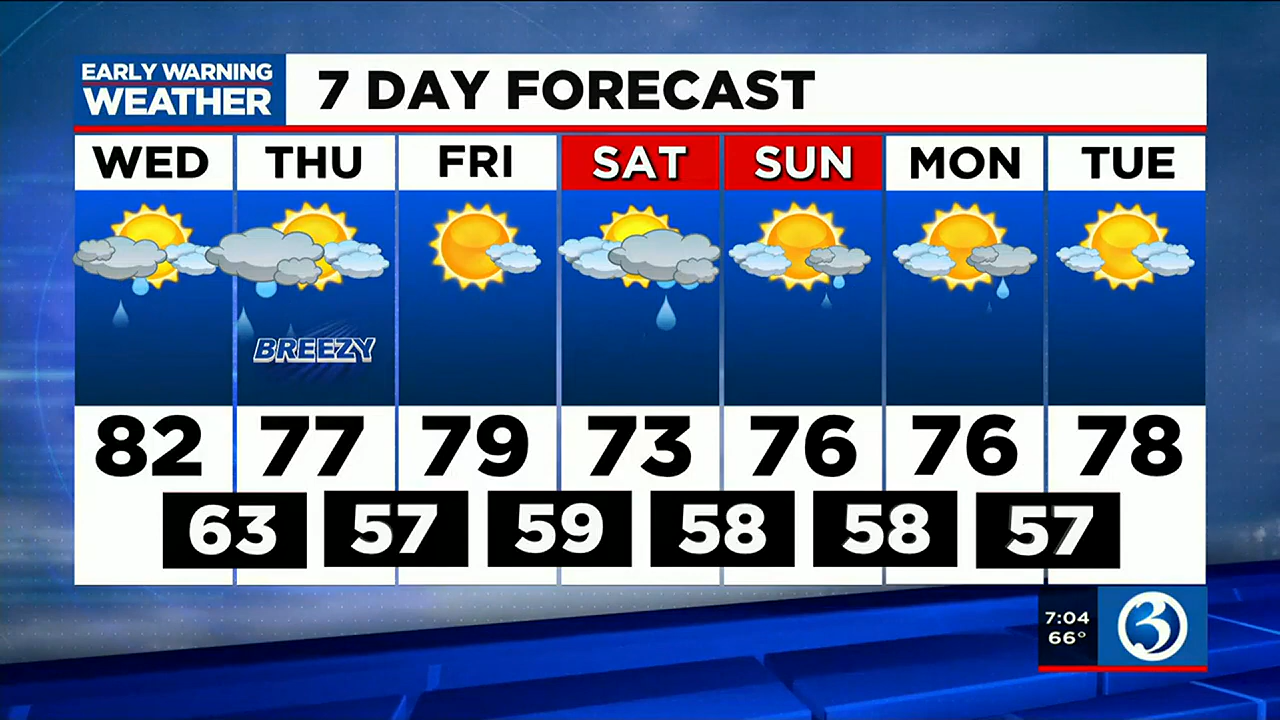 EARLY WARNING
WEATHER
7 DAY FORECAST
WED THU FRI SAT SUN MON TUE
BREEZY
82 77 79 73 76 76 78
63 57 59 58 58 57
7:04
66°
3